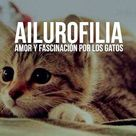 AILUROFILIA
AMOR Y FASCINACIÓN POR LOS GATOS